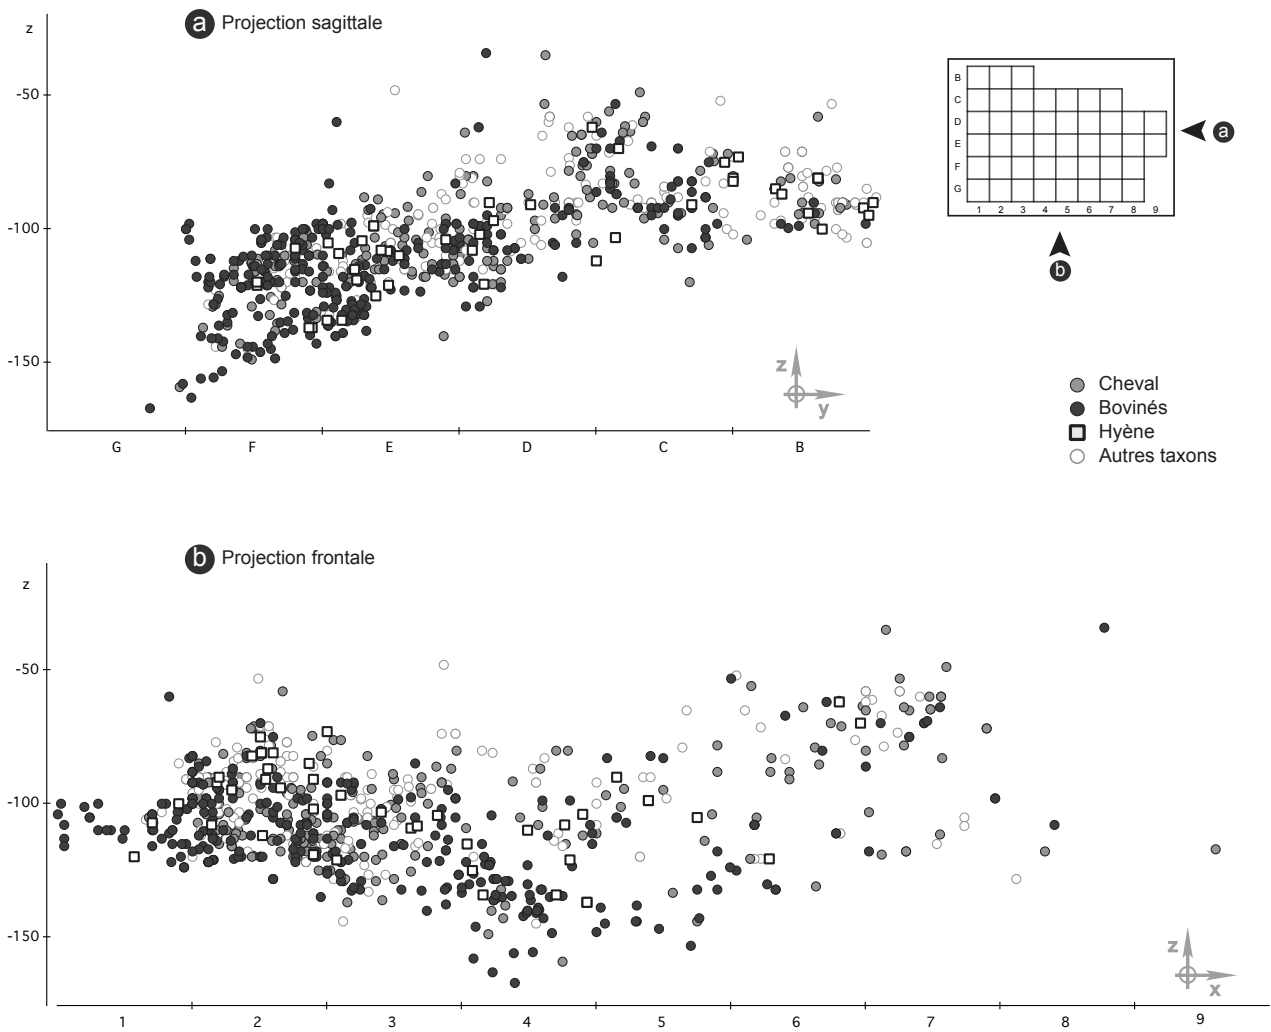 a Projection sagittale
z
-50
-100
-150
G F E D C B
z
y
B
C
D
E
F
G
1 2 3 4 5 6 7 8 9
a
b
Cheval
Bovinés
Hyène
Autres taxons
b Projection frontale
z
-50
-100
-150
1 2 3 4 5 6 7 8 9
z
x